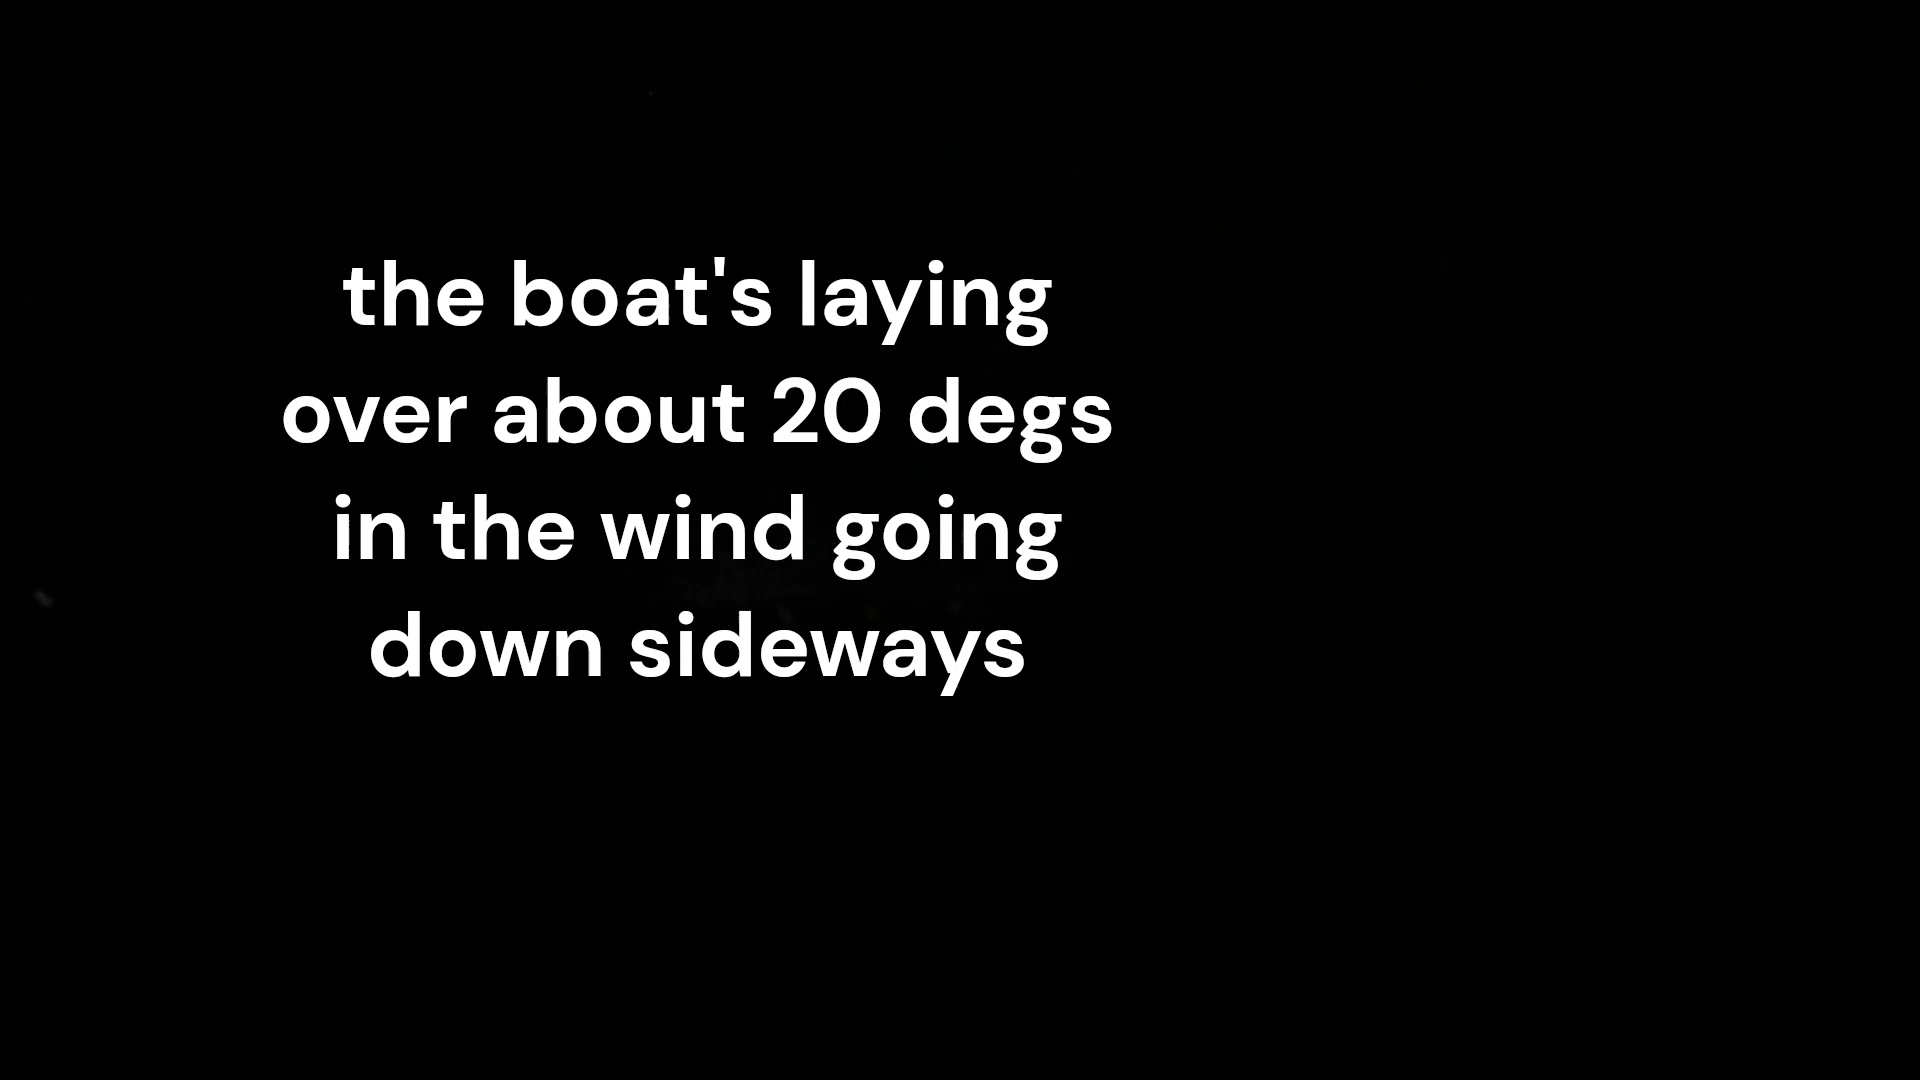 the boat's laying
over about 20 degs
in the wind going
down sideways